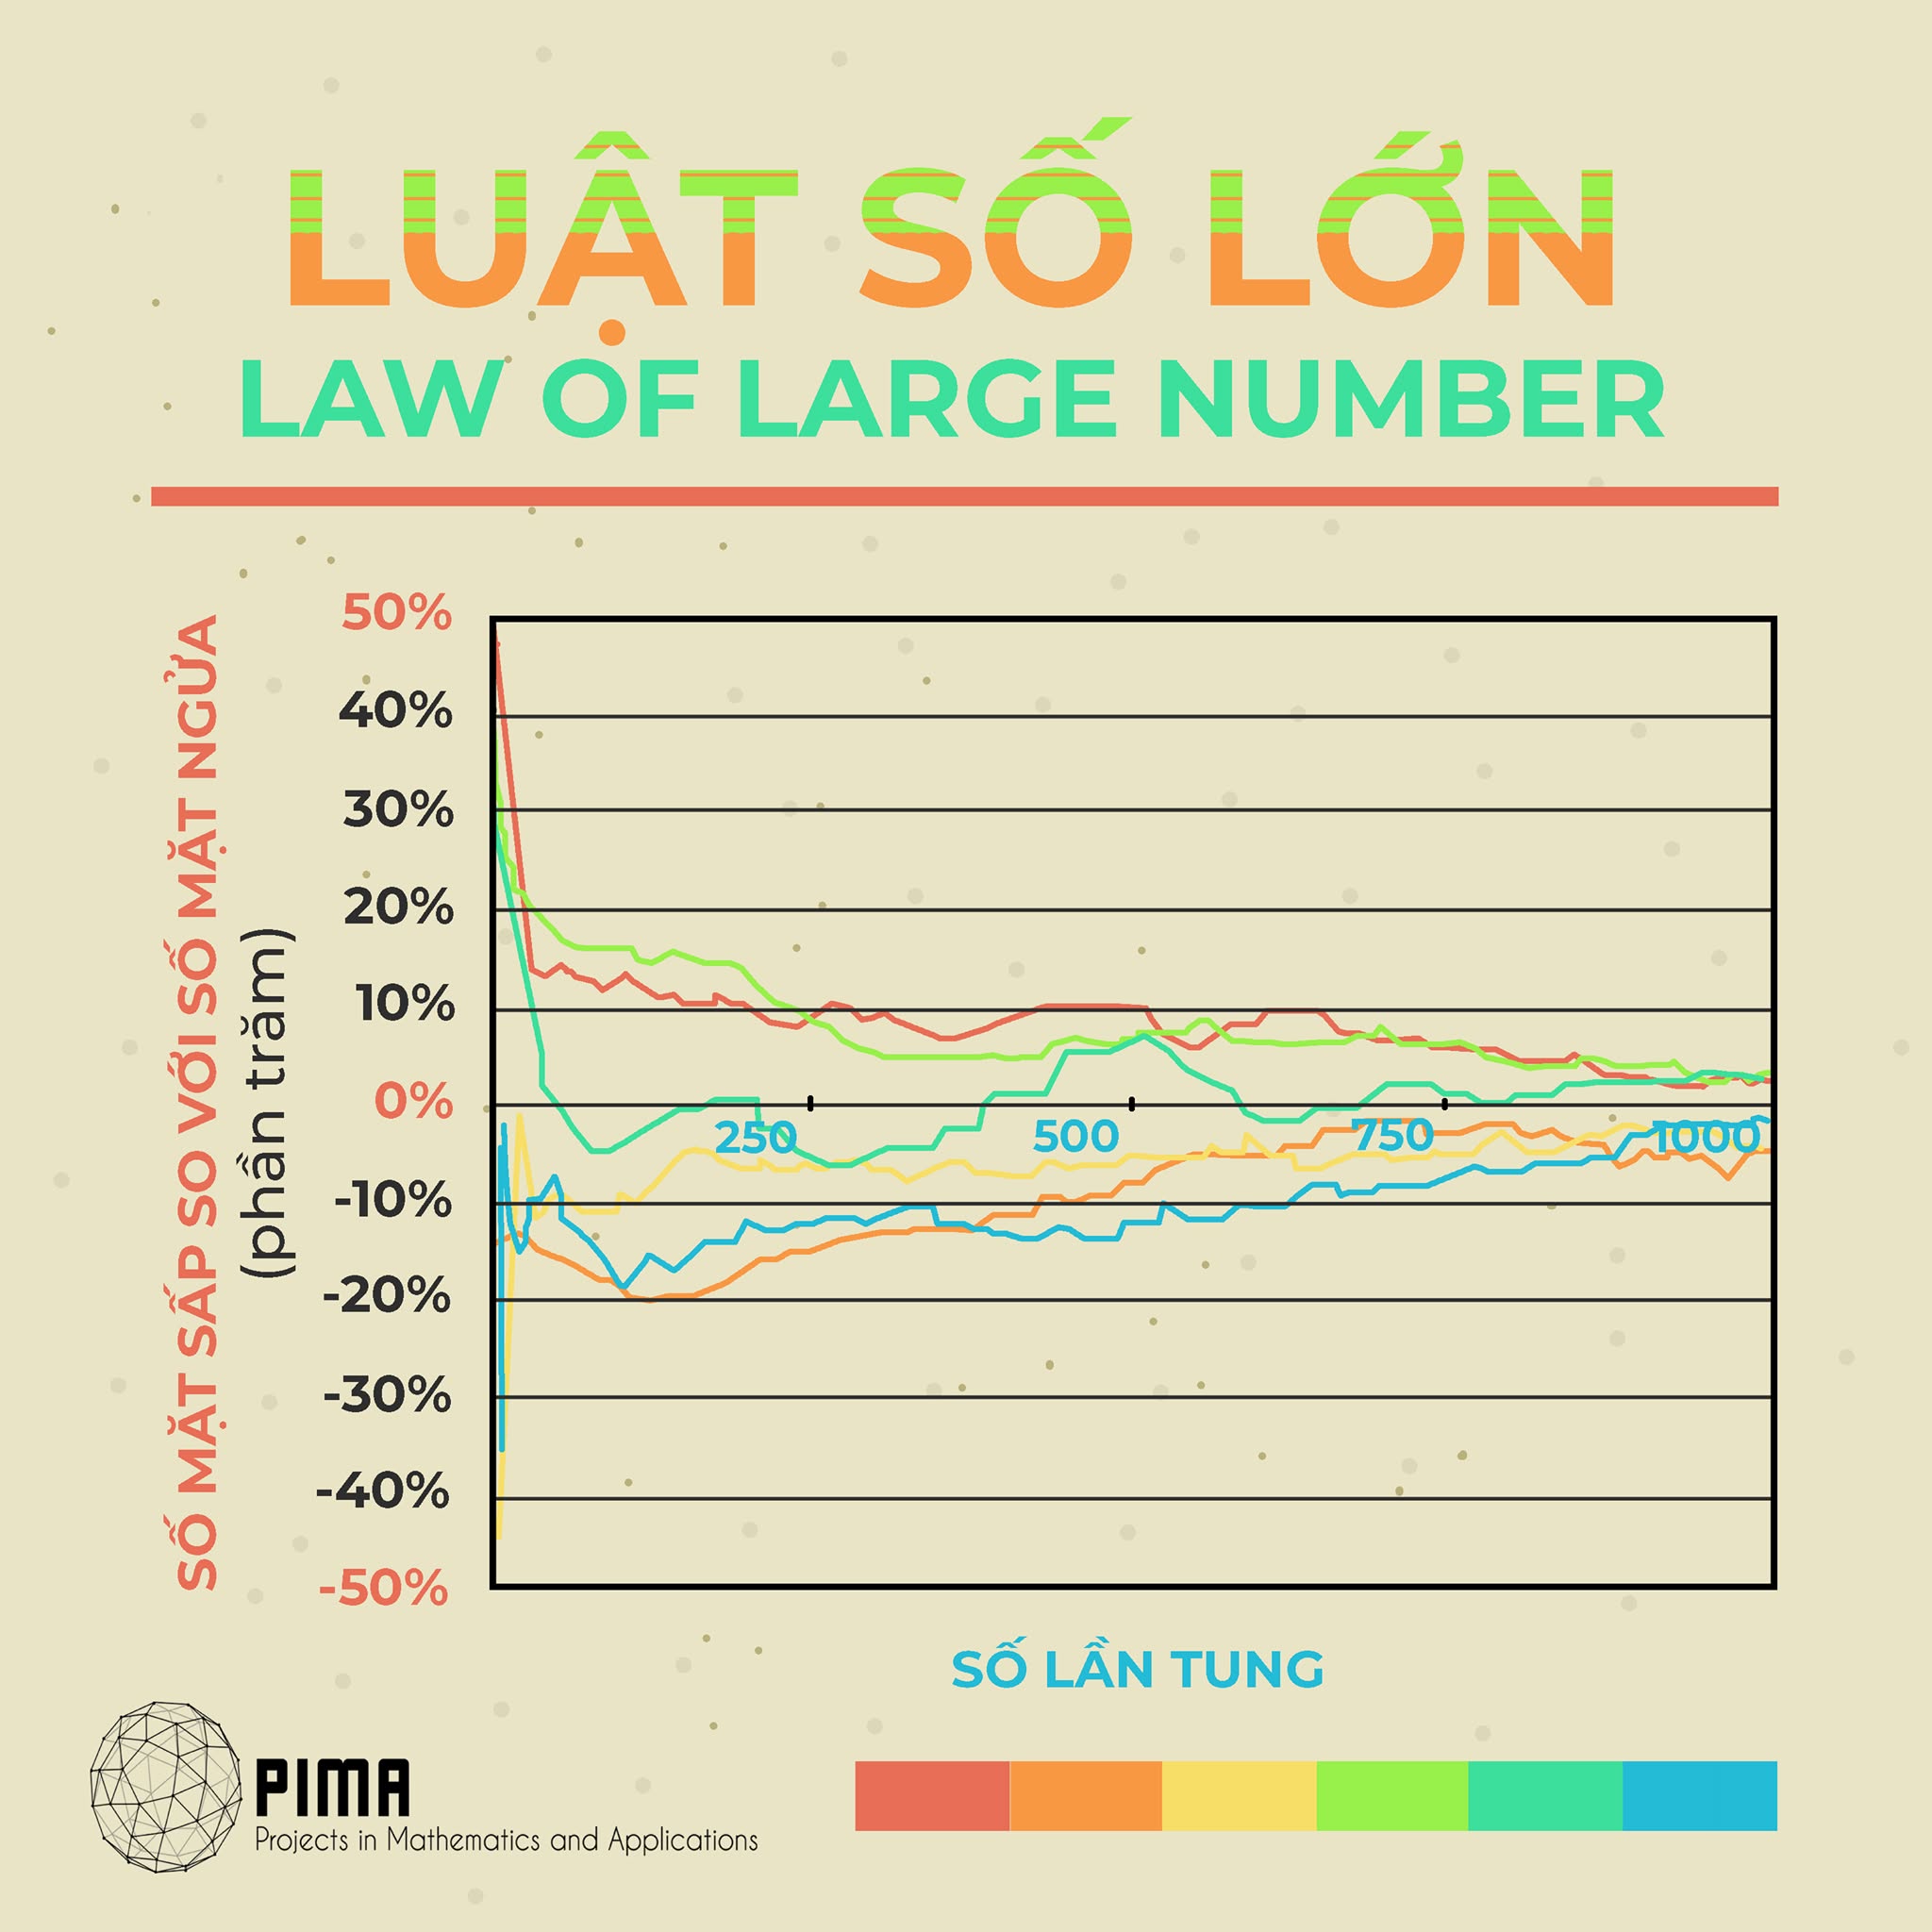 LUẬT SỐ LỚN
LAW OF LARGE NUMBER
SỐ MẶT SẤP SO VỚI SỐ MẶT NGỬA
(phần trăm)
50%
40%
30%
20%
10%
0%
-10%
-20%
-30%
-40%
-50%
250
500
750
1000
SỐ LẦN TUNG
PIMA
Projects in Mathematics and Applications